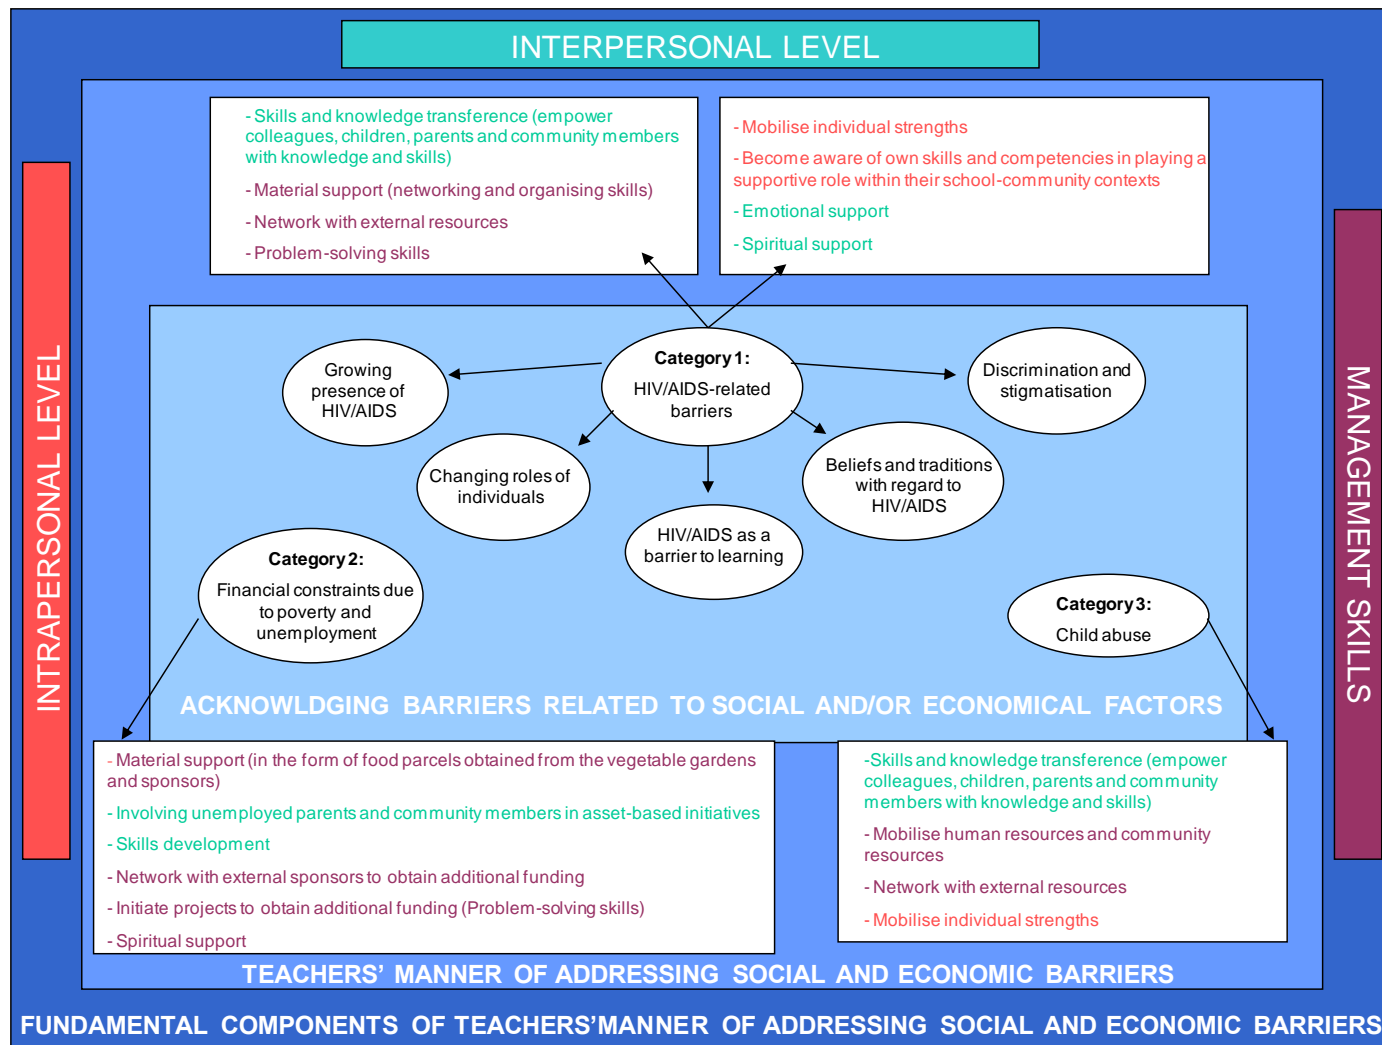 INTERPERSONAL LEVEL
INTRAPERSONAL LEVEL
MANAGEMENT SKILLS
- Skills and knowledge transference (empower
colleagues, children, parents and community members
with knowledge and skills)
- Material support (networking and organising skills)
- Network with external resources
- Problem-solving skills
- Mobilise individual strengths
- Become aware of own skills and competencies in playing a
supportive role within their school-community contexts
- Emotional support
- Spiritual support
Category 1:
HIV/AIDS-related
barriers
Growing
presence of
HIV/AIDS
Discrimination and
stigmatisation
Changing roles of
individuals
Beliefs and traditions
with regard to
HIV/AIDS
HIV/AIDS as a
barrier to learning
Category 2:
Financial constraints due
to poverty and
unemployment
Category 3:
Child abuse
ACKNOWLDGING BARRIERS RELATED TO SOCIAL AND/OR ECONOMICAL FACTORS
- Material support (in the form of food parcels obtained from the vegetable gardens
and sponsors)
- Involving unemployed parents and community members in asset-based initiatives
- Skills development
- Network with external sponsors to obtain additional funding
- Initiate projects to obtain additional funding (Problem-solving skills)
- Spiritual support
-Skills and knowledge transference (empower
colleagues, children, parents and community
members with knowledge and skills)
- Mobilise human resources and community
resources
- Network with external resources
- Mobilise individual strengths
TEACHERS’ MANNER OF ADDRESSING SOCIAL AND ECONOMIC BARRIERS
FUNDAMENTAL COMPONENTS OF TEACHERS’MANNER OF ADDRESSING SOCIAL AND ECONOMIC BARRIERS